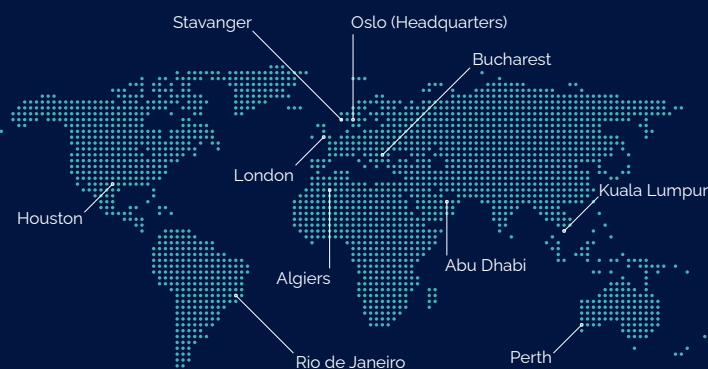 Stavanger
Oslo (Headquarters)
Bucharest
London
Kuala Lumpur
Houston
Abu Dhabi
Algiers
Perth
Rio de Janeiro